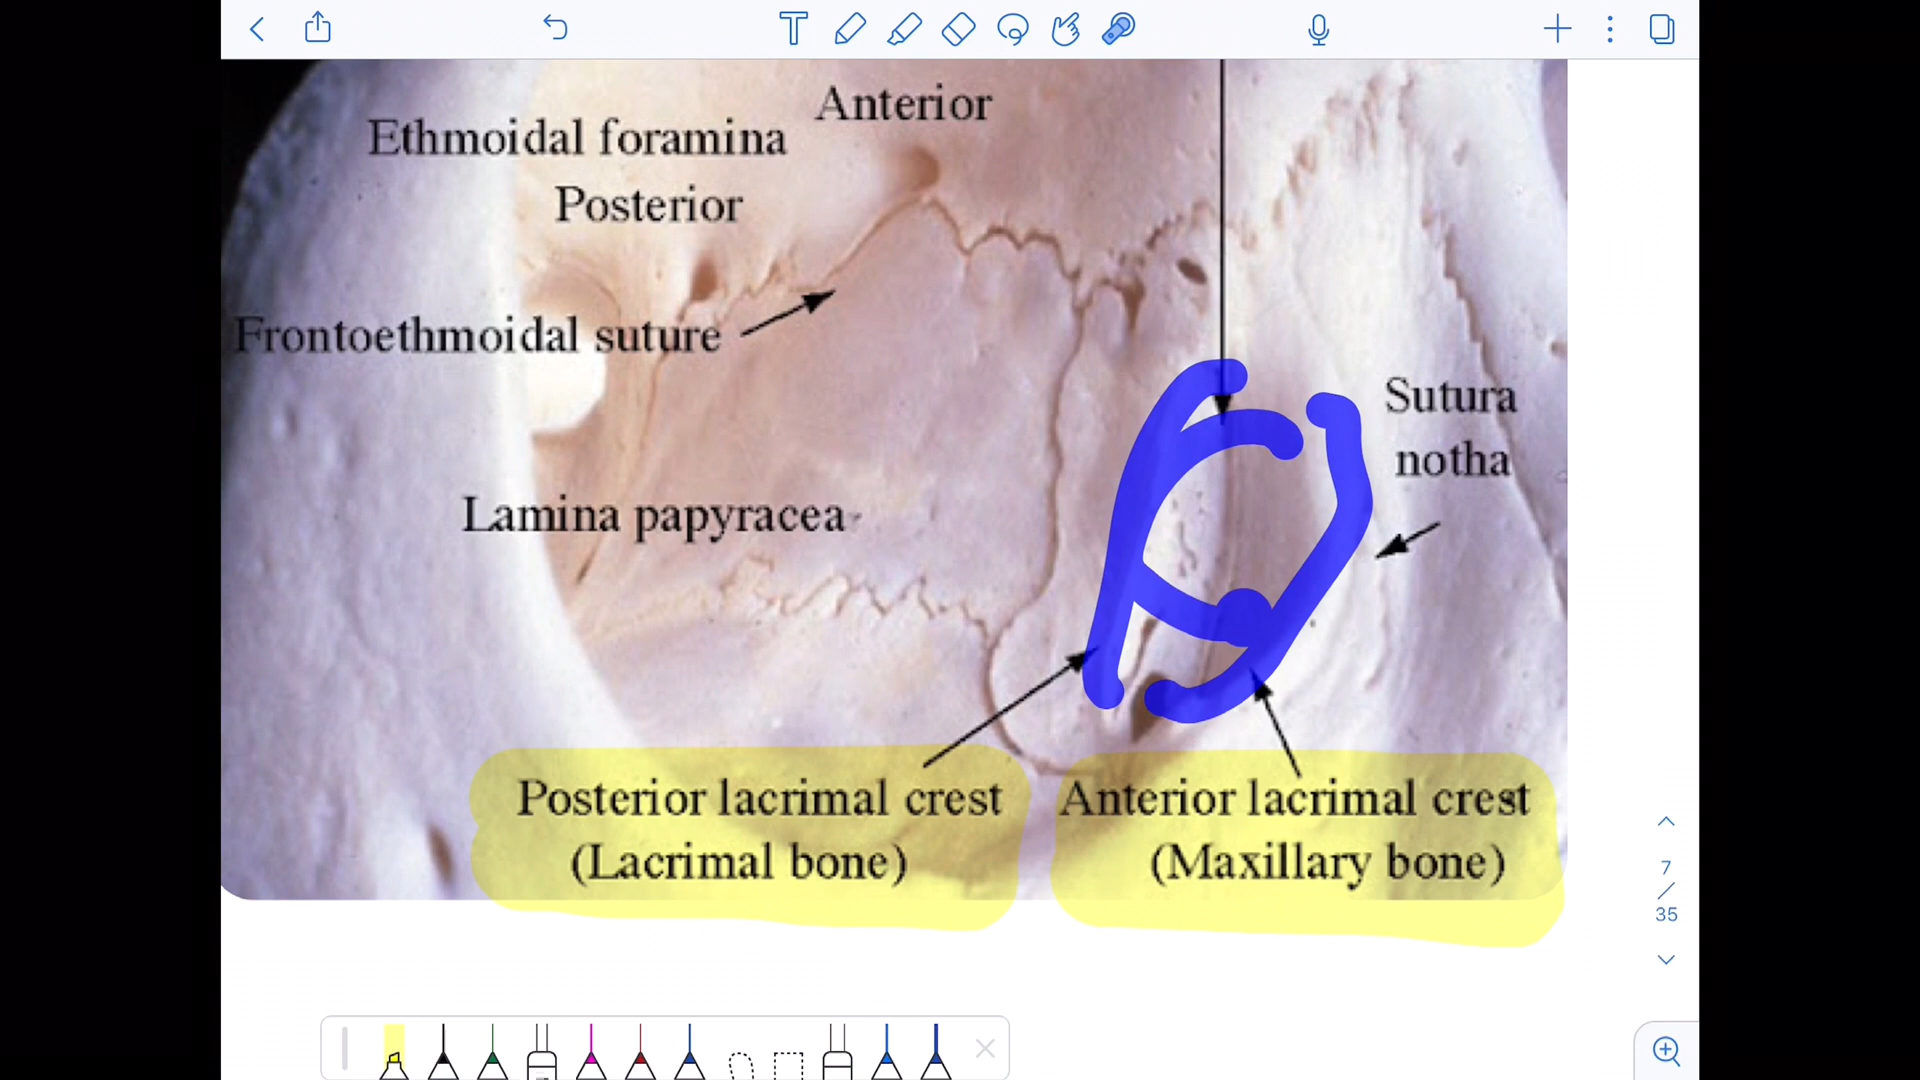 Anterior
Ethmoidal foramina
Posterior
Frontoethmoidal suture
Sutura
notha
Lamina papyracea
Posterior lacrimal crest
(Lacrimal bone)
Anterior lacrimal crest
(Maxillary bone)
7
35